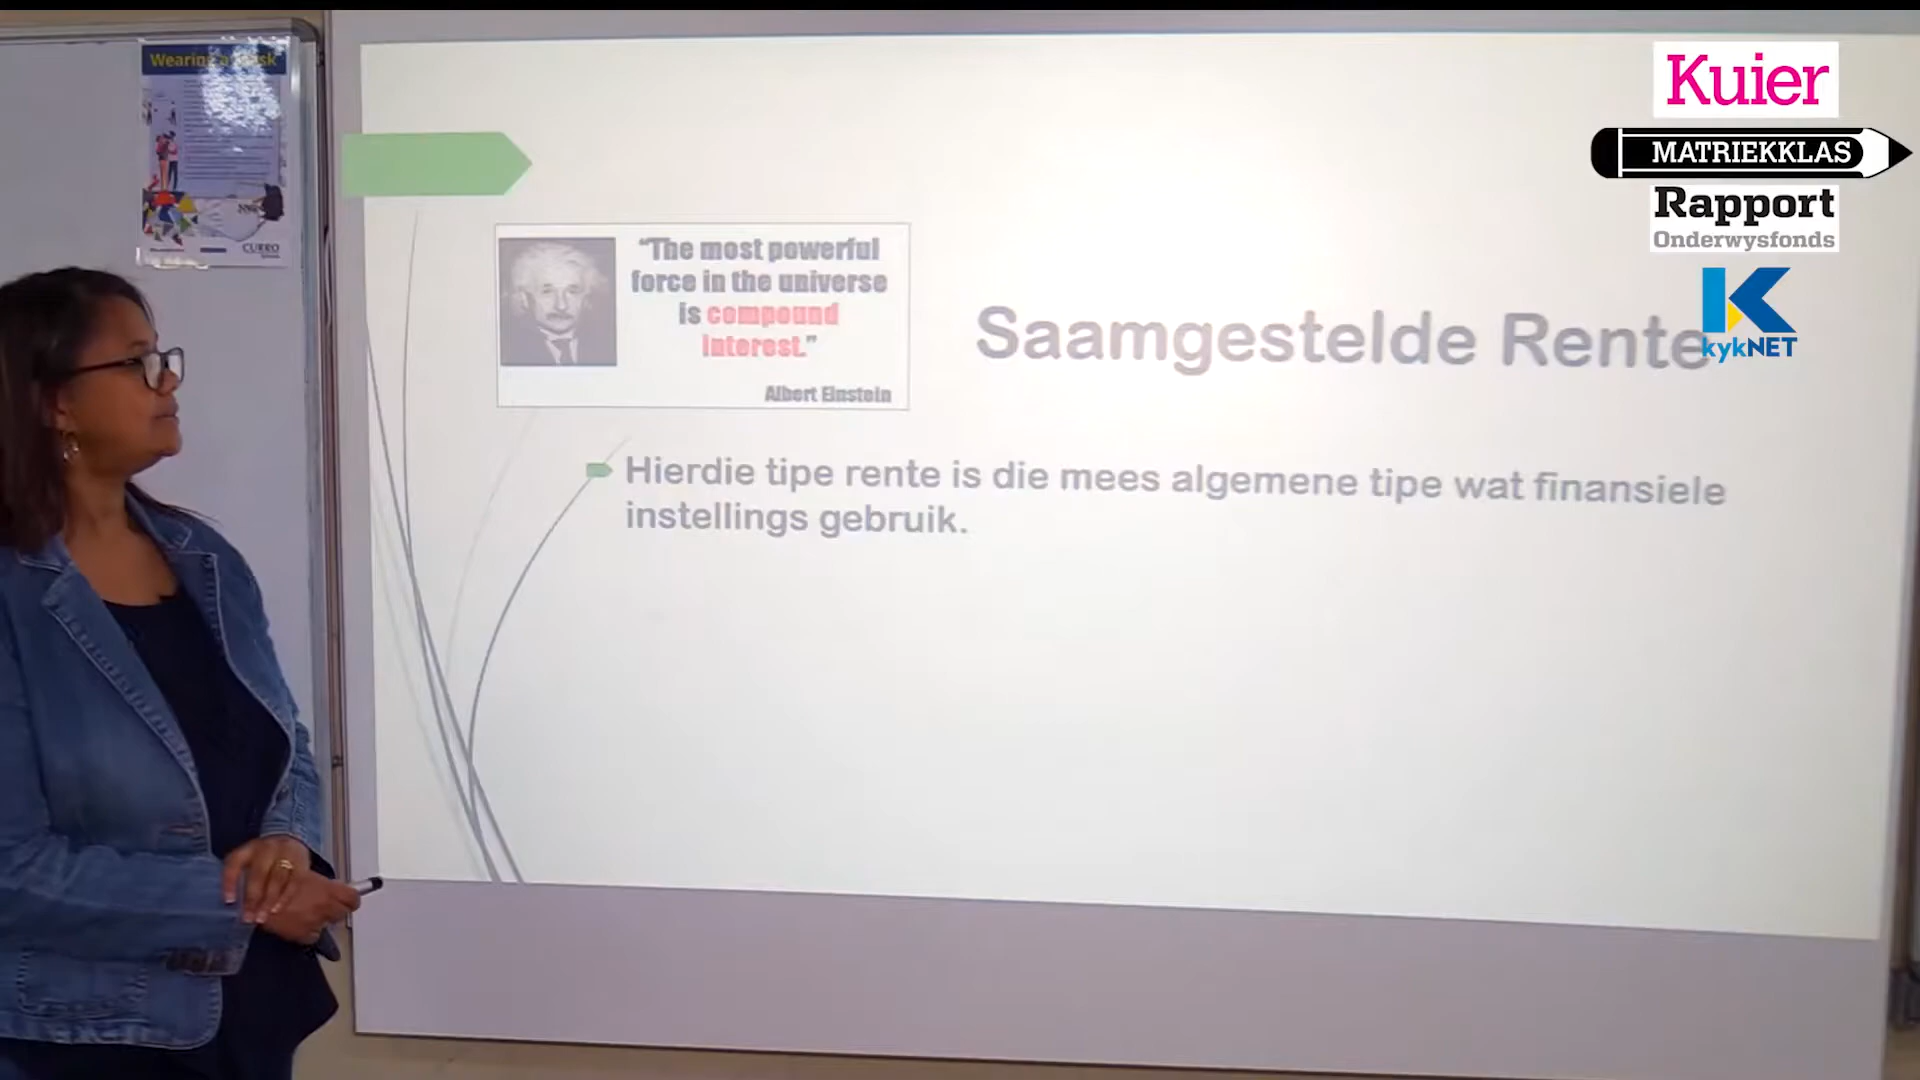 Wearing a Mask
CURRO
Kuier
MATRIEKKLAS
Rapport
Onderwysfonds
kykNET
“The most powerful
force in the universe
is compound
interest.”
Albert Einstein
Saamgestelde Rente
Hierdie tipe rente is die mees algemene tipe wat finansiele
instellings gebruik.